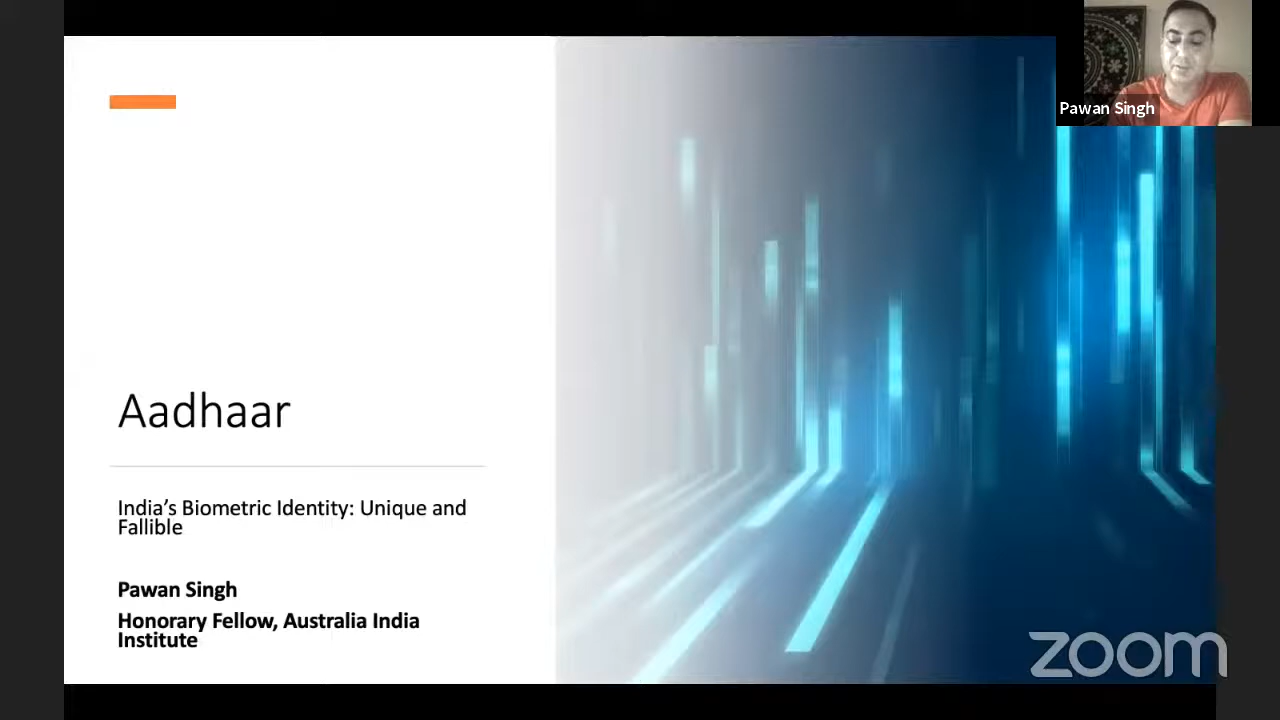 Pawan Singh
Aadhaar
India's Biometric Identity: Unique and
Fallible
Pawan Singh
Honorary Fellow, Australia India
Institute
zoom